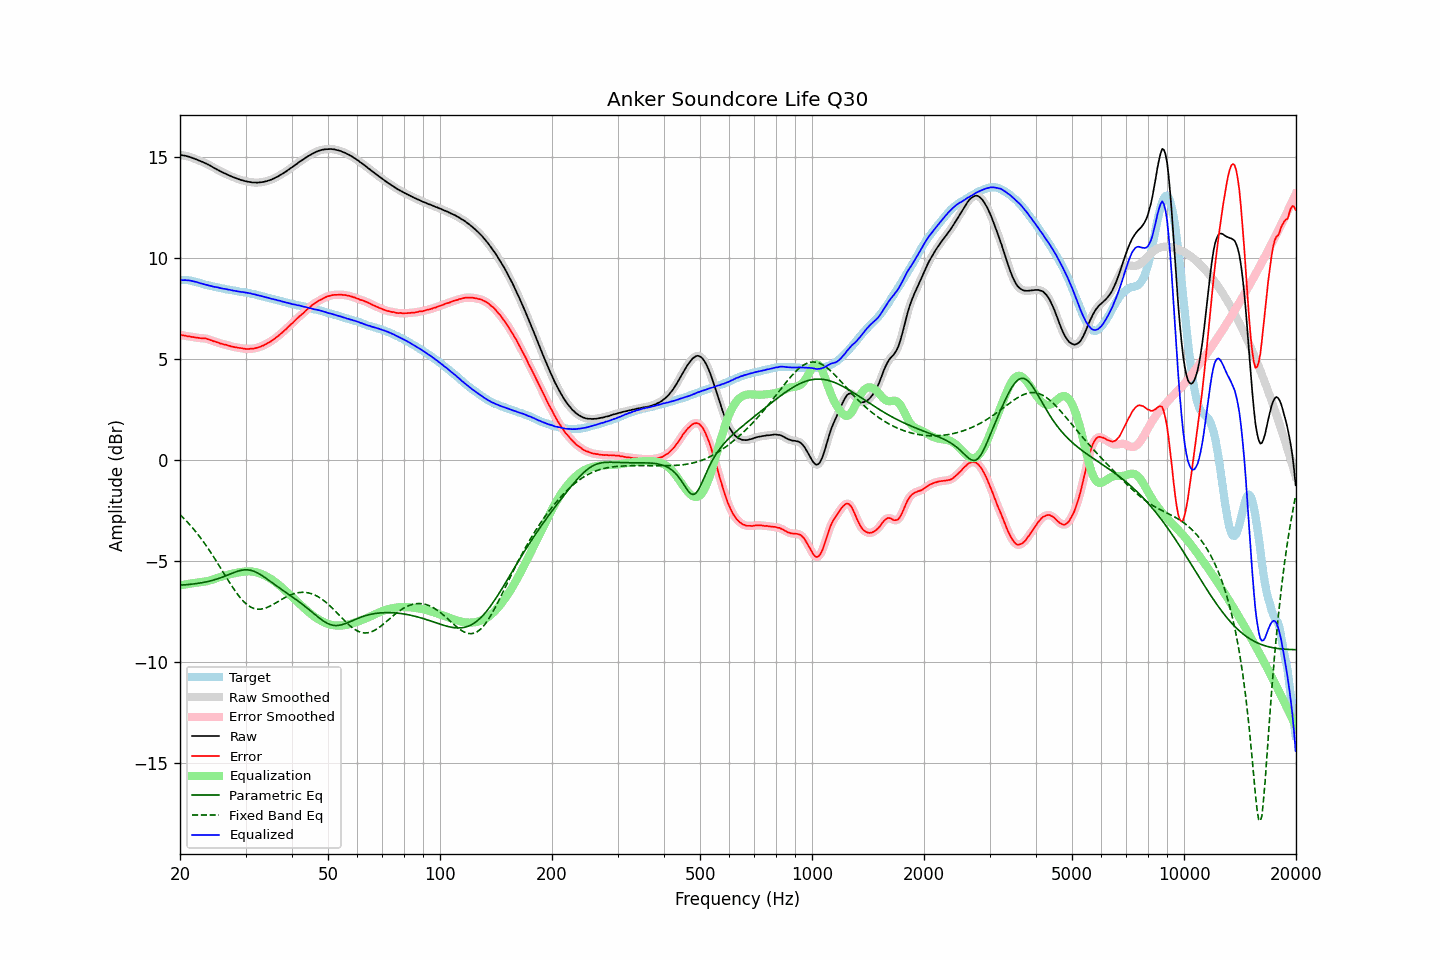 Anker Soundcore Life Q30
Amplitude (dBr)
15
10
5
0
−5
−10
−15
Target
Raw Smoothed
Error Smoothed
Raw
Error
Equalization
Parametric Eq
Fixed Band Eq
Equalized
20 50 100 200 500 1000 2000 5000 10000 20000
Frequency (Hz)